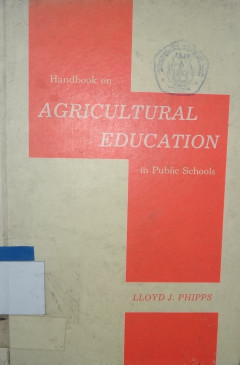 Handbook on
AGRICULTURAL
EDUCATION
in Public Schools
LLOYD J. PHIPPS